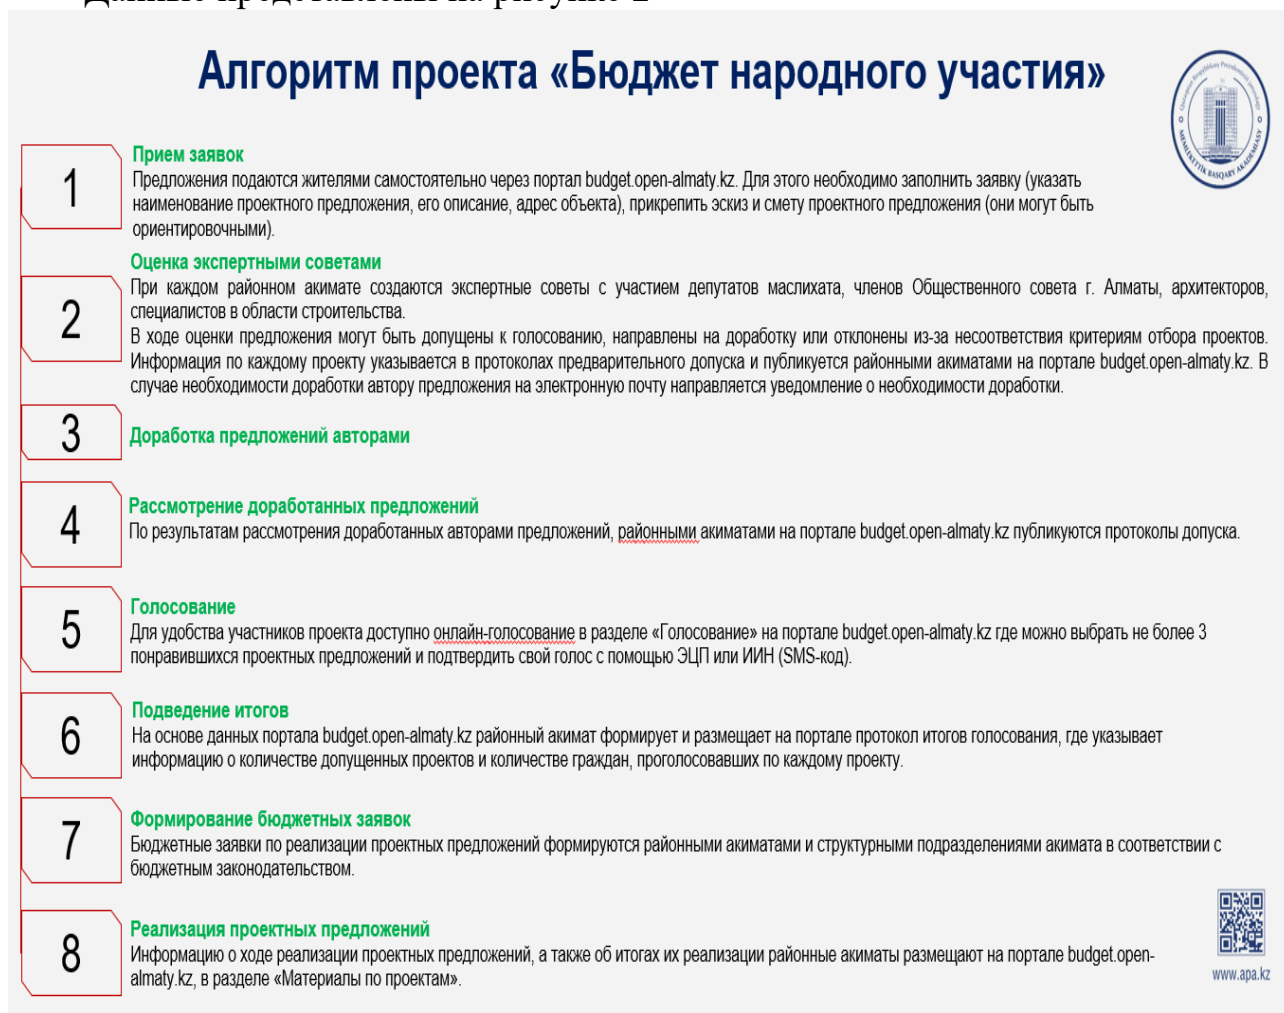 Данные представлены на рисунке 2
Алгоритм проекта «Бюджет народного участия»
1
Прием заявок
Предложения подаются жителями самостоятельно через портал budget.open-almaty.kz. Для этого необходимо заполнить заявку (указать
наименование проектного предложения, его описание, адрес объекта), прикрепить эскиз и смету проектного предложения (они могут быть
ориентировочными).
2
Оценка экспертными советами
При каждом районном акимате создаются экспертные советы с участием депутатов маслихата, членов Общественного совета г. Алматы, архитекторов,
специалистов в области строительства.
В ходе оценки предложения могут быть допущены к голосованию, направлены на доработку или отклонены из-за несоответствия критериям отбора проектов.
Информация по каждому проекту указывается в протоколах предварительного допуска и публикуется районными акиматами на портале budget.open-almaty.kz. В
случае необходимости доработки автору предложения на электронную почту направляется уведомление о необходимости доработки.
3
Доработка предложений авторами
4
Рассмотрение доработанных предложений
По результатам рассмотрения доработанных авторами предложений, районными акиматами на портале budget.open-almaty.kz публикуются протоколы допуска.
5
Голосование
Для удобства участников проекта доступно онлайн-голосование в разделе «Голосование» на портале budget.open-almaty.kz где можно выбрать не более 3
понравившихся проектных предложений и подтвердить свой голос с помощью ЭЦП или ИИН (SMS-код).
6
Подведение итогов
На основе данных портала budget.open-almaty.kz районный акимат формирует и размещает на портале протокол итогов голосования, где указывает
информацию о количестве допущенных проектов и количестве граждан, проголосовавших по каждому проекту.
7
Формирование бюджетных заявок
Бюджетные заявки по реализации проектных предложений формируются районными акиматами и структурными подразделениями акимата в соответствии с
бюджетным законодательством.
8
Реализация проектных предложений
Информацию о ходе реализации проектных предложений, а также об итогах их реализации районные акиматы размещают на портале budget.open-
almaty.kz, в разделе «Материалы по проектам».
MEMLEKETTIK BASQARY AKADEMIASY
www.apa.kz